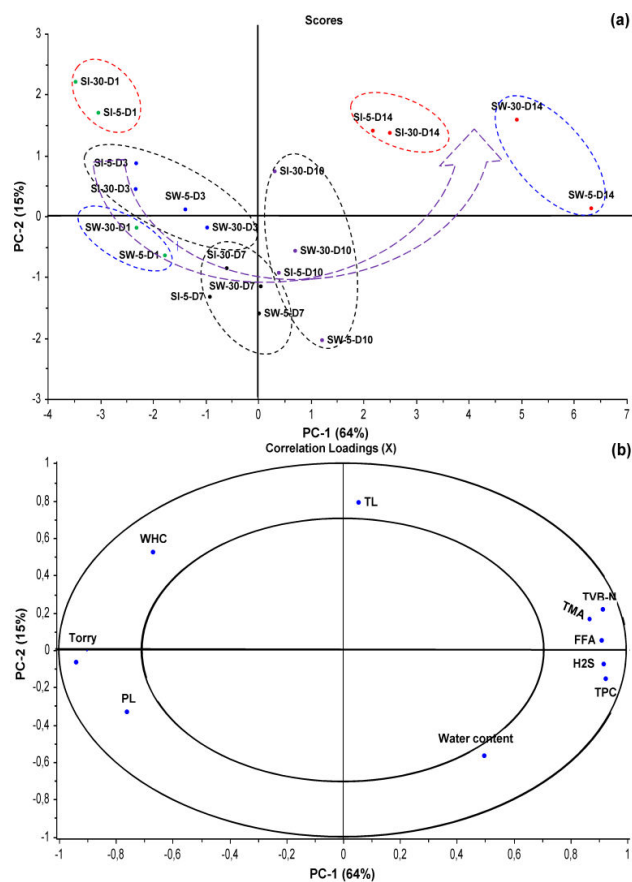 (a)
Scores
3
SI-30-D1
2
SI-5-D1
SI-5-D14
SI-30-D14
SW-30-D14
1
SI-5-D3
SI-30-D10
SI-30-D3
SW-5-D3
SW-5-D14
0
SW-30-D1
SW-30-D3
SW-5-D1
SI-30-D7
SW-30-D10
SI-5-D10
-1
SI-5-D7
SW-30-D7
SW-5-D7
SW-5-D10
-2
-3
PC-2 (15%)
-4 -3 -2 -1 0 1 2 3 4 5 6 7
PC-1 (64%)
Correlation Loadings (X)
(b)
1
0,8
TL
0,6
WHC
0,4
TVB-N
0,2
TMA
FFA
Torry
0
H2S
-0,2
TPC
PL
-0,4
Water content
-0,6
-0,8
-1
PC-2 (15%)
-1 -0,8 -0,6 -0,4 -0,2 0 0,2 0,4 0,6 0,8 1
PC-1 (64%)